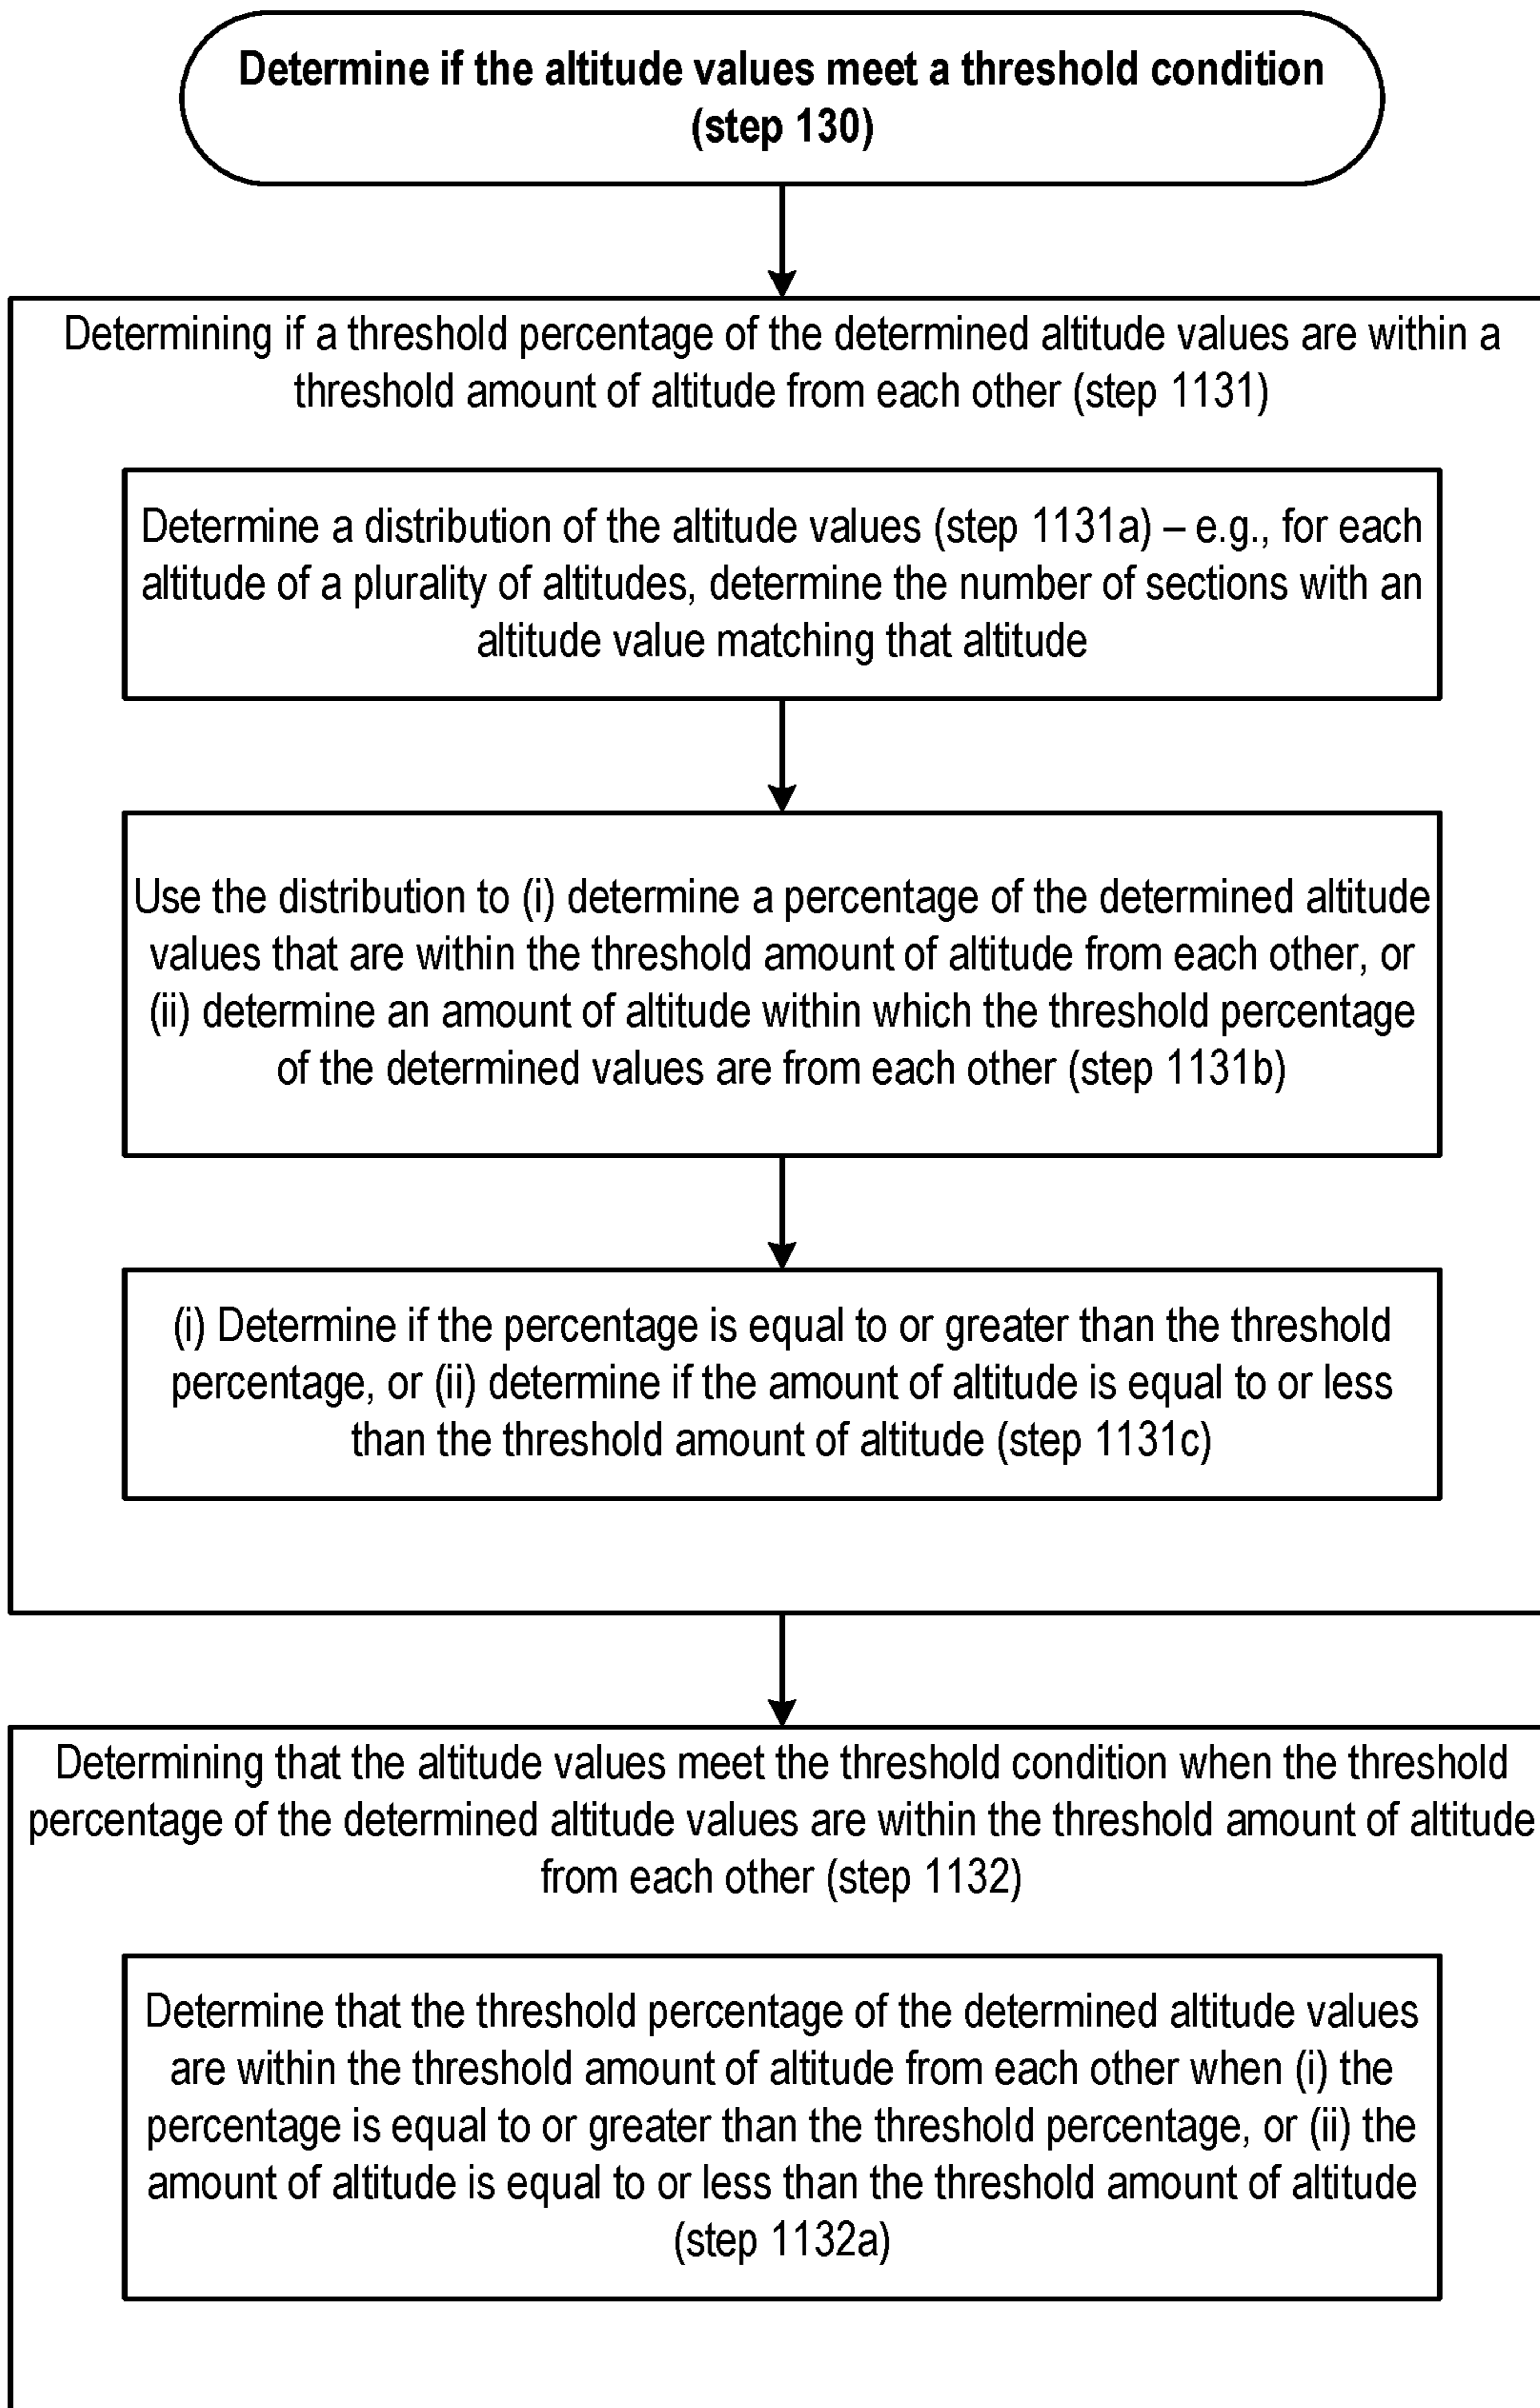 Determine if the altitude values meet a threshold condition
(step 130)
Determining if a threshold percentage of the determined altitude values are within a
threshold amount of altitude from each other (step 1131)
Determine a distribution of the altitude values (step 1131a) – e.g., for each
altitude of a plurality of altitudes, determine the number of sections with an
altitude value matching that altitude
Use the distribution to (i) determine a percentage of the determined altitude
values that are within the threshold amount of altitude from each other, or
(ii) determine an amount of altitude within which the threshold percentage
of the determined values are from each other (step 1131b)
(i) Determine if the percentage is equal to or greater than the threshold
percentage, or (ii) determine if the amount of altitude is equal to or less
than the threshold amount of altitude (step 1131c)
Determining that the altitude values meet the threshold condition when the threshold
percentage of the determined altitude values are within the threshold amount of altitude
from each other (step 1132)
Determine that the threshold percentage of the determined altitude values
are within the threshold amount of altitude from each other when (i) the
percentage is equal to or greater than the threshold percentage, or (ii) the
amount of altitude is equal to or less than the threshold amount of altitude
(step 1132a)